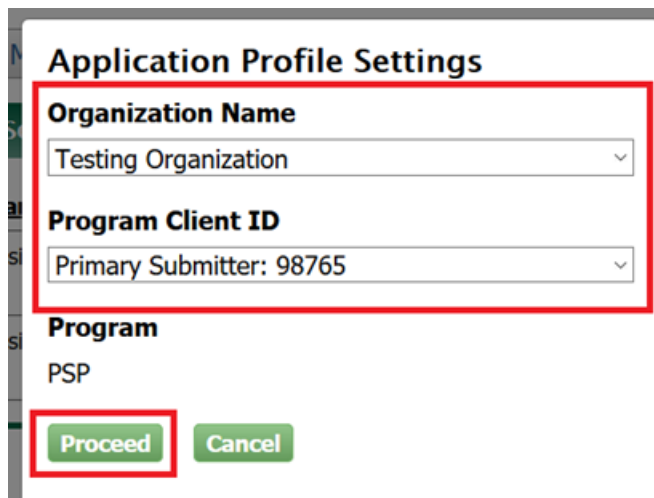 Application Profile Settings
Organization Name
Testing Organization
Program Client ID
Primary Submitter: 98765
Program
PSP
Proceed Cancel